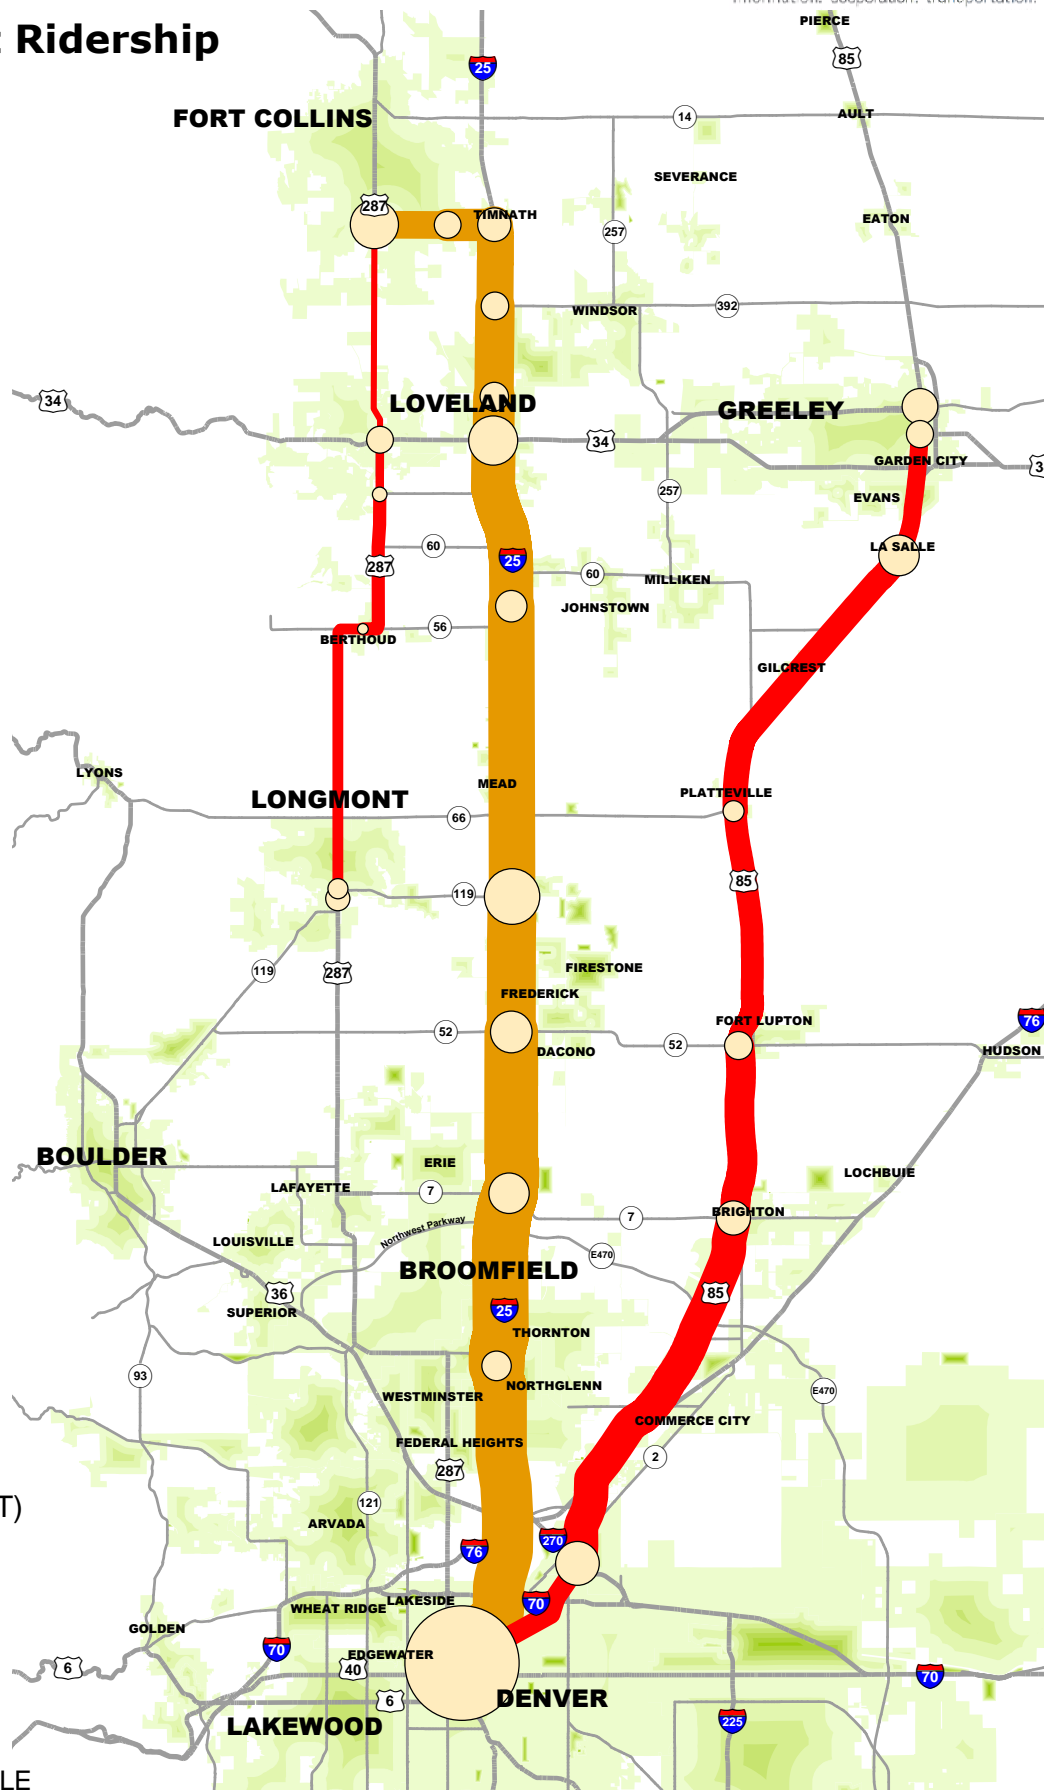 PIERCE
: Ridership
85
25
FORT COLLINS
AULT
14
SEVERANCE
287
TIMNATH
EATON
257
WINDSOR
392
34
LOVELAND
GREELEY
34
GARDEN CITY
3
257
EVANS
60
LA SALLE
287
25
60
MILLIKEN
JOHNSTOWN
56
BERTHOUD
GILCREST
LYONS
MEAD
PLATTEVILLE
LONGMONT
66
85
119
119
287
FIRESTONE
FREDERICK
FORT LUPTON
76
52
52
DACONO
HUDSON
BOULDER
ERIE
LOCHBUIE
LAFAYETTE
7
BRIGHTON
7
Northwest Parkway
LOUISVILLE
E470
BROOMFIELD
36
85
SUPERIOR
25
THORNTON
93
NORTHGLENN
E470
WESTMINSTER
COMMERCE CITY
FEDERAL HEIGHTS
2
287
T)
121
ARVADA
270
76
LAKESIDE
70
WHEAT RIDGE
GOLDEN
70
EDGEWATER
6
40
70
DENVER
6
225
LAKEWOOD
LE